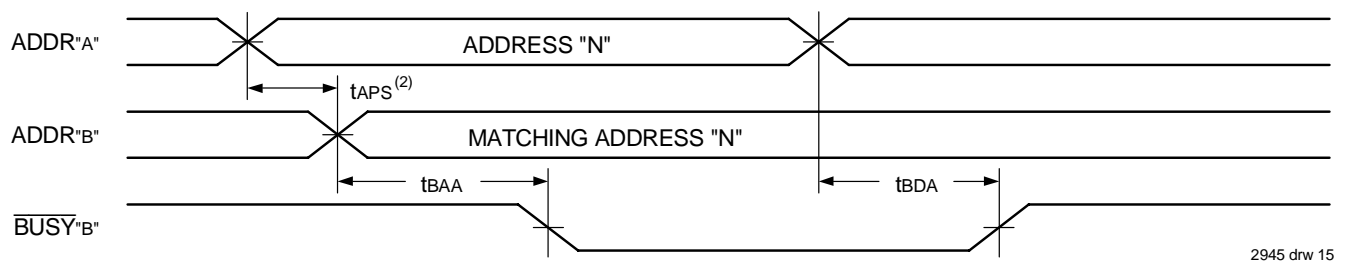 ADDR"A"
ADDRESS "N"
tAPS(2)
ADDR"B"
MATCHING ADDRESS "N"
tBAA
tBDA
BUSY"B"
2945 drw 15